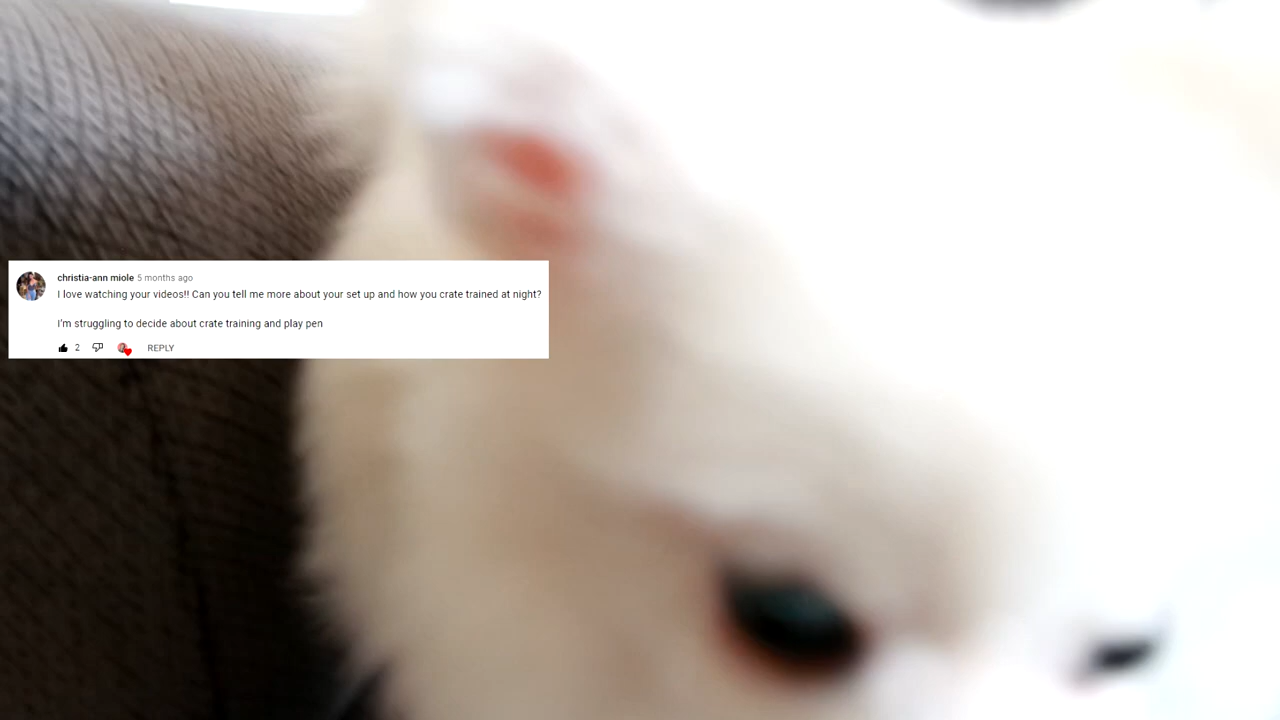 christia-ann miole 5 months ago
I love watching your videos!! Can you tell me more about your set up and how you crate trained at night?
I'm struggling to decide about crate training and play pen
2 REPLY